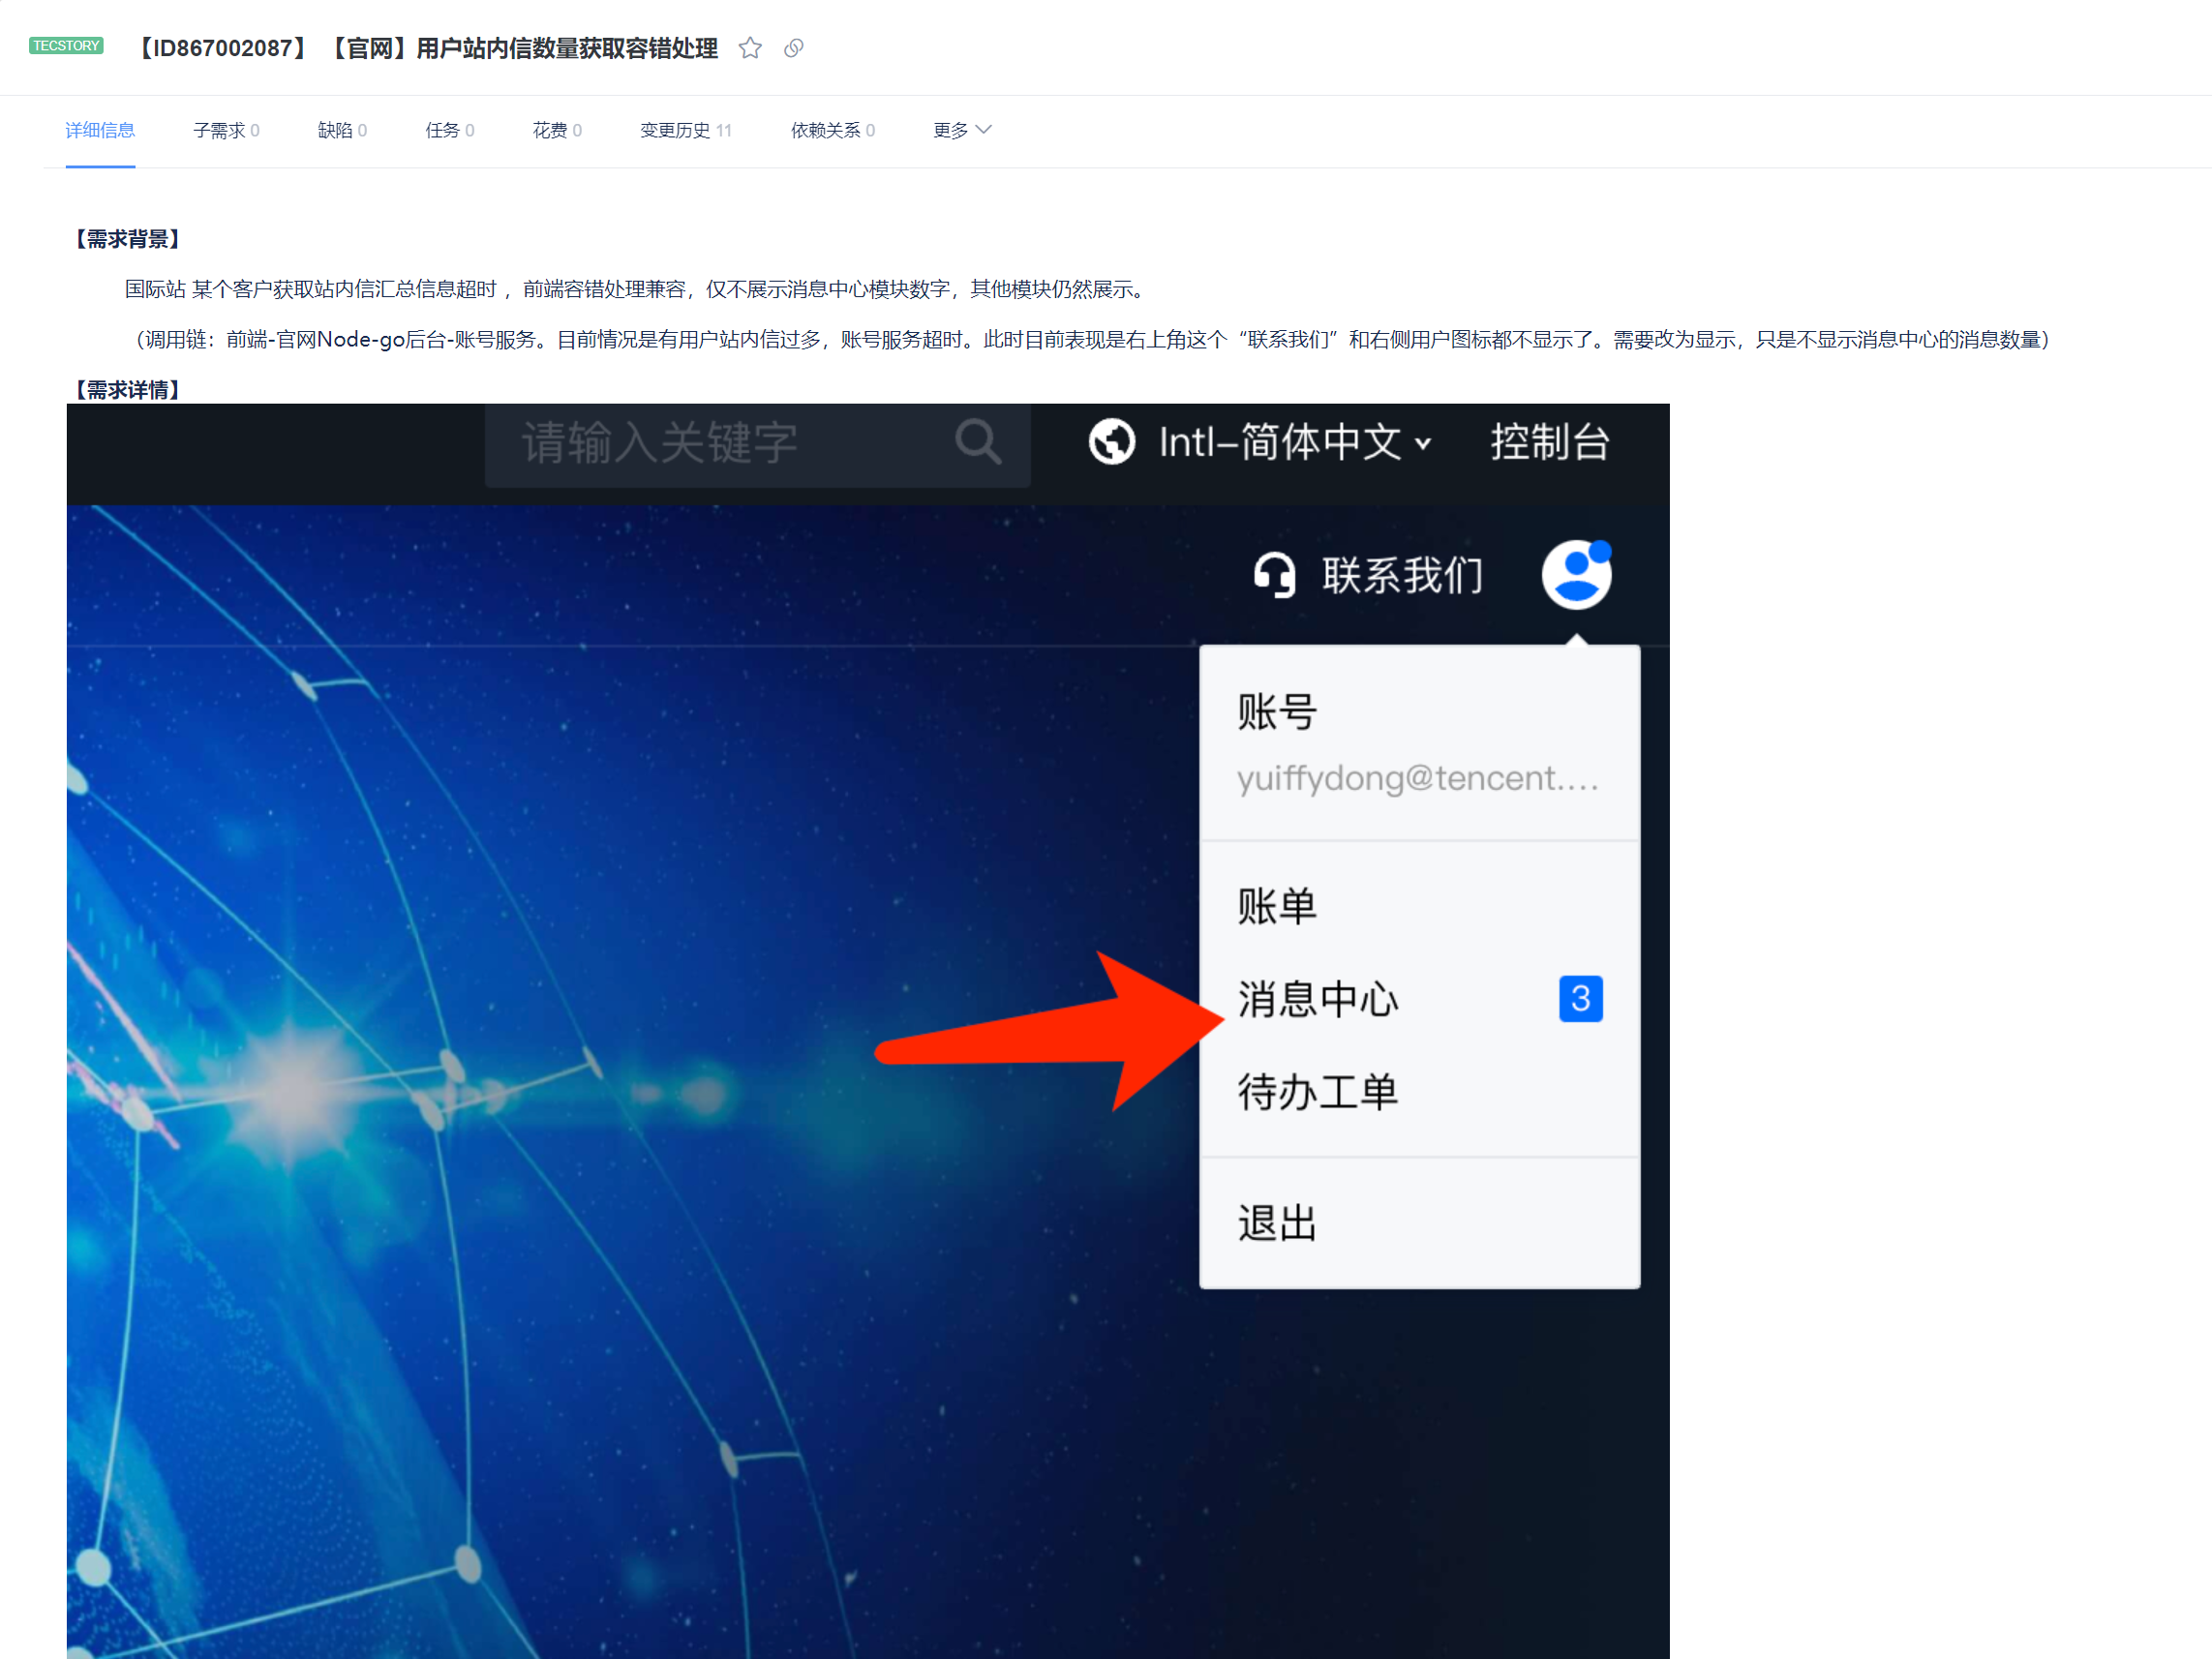 TECSTORY 【ID867002087】 【官网】用户站内信数量获取容错处理
详细信息 子需求 0 缺陷 0 任务 0 花费 0 变更历史 11 依赖关系 0 更多
【需求背景】
国际站 某个客户获取站内信汇总信息超时 ，前端容错处理兼容，仅不展示消息中心模块数字，其他模块仍然展示。
（调用链：前端-官网Node-go后台-账号服务。目前情况是有用户站内信过多，账号服务超时。此时目前表现是右上角这个“联系我们”和右侧用户图标都不显示了。需要改为显示，只是不显示消息中心的消息数量）
【需求详情】
请输入关键字 Intl-简体中文 控制台
联系我们
账号
yuiffydong@tencent....
账单
消息中心 3
待办工单
退出